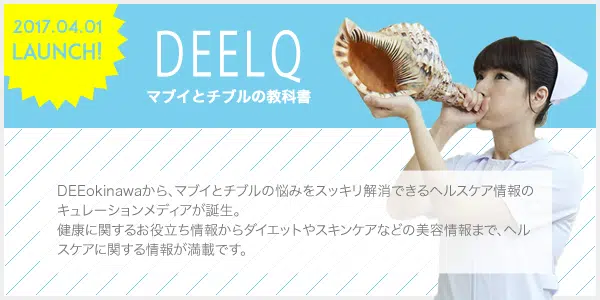 2017.04.01
LAUNCH!
DEELQ
マブイとチブルの教科書
DEEokinawaから、マブイとチブルの悩みをスッキリ解消できるヘルスケア情報の
キュレーションメディアが誕生。
健康に関するお役立ち情報からダイエットやスキンケアなどの美容情報まで、ヘル
スケアに関する情報が満載です。